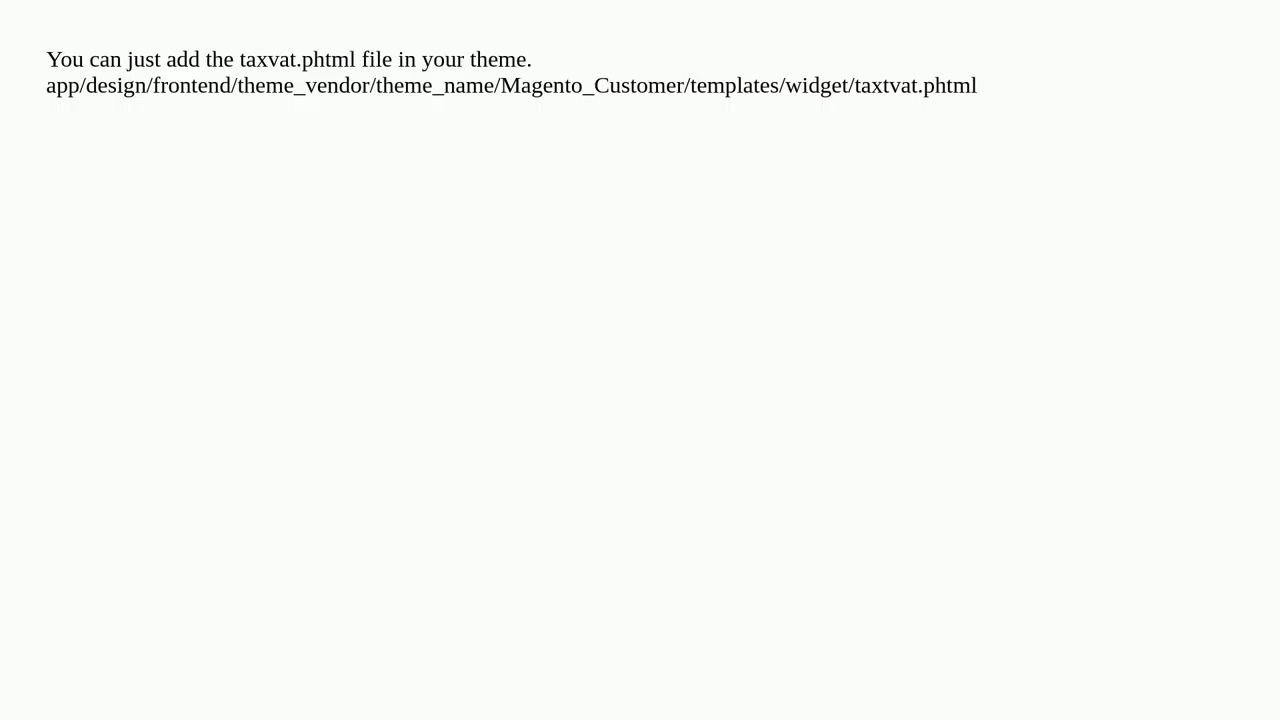 You can just add the taxvat.phtml file in your theme.
app/design/frontend/theme_vendor/theme_name/Magento_Customer/templates/widget/taxtvat.phtml